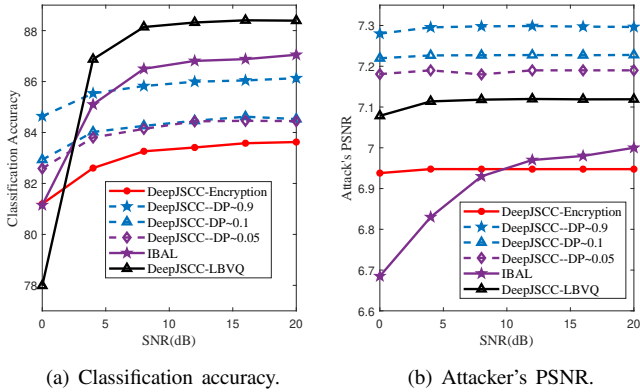 88
86
84
82
80
78
Classification Accuracy
DeepJSCC-Encryption
DeepJSCC--DP~0.9
DeepJSCC-DP~0.1
DeepJSCC--DP~0.05
IBAL
DeepJSCC-LBVQ
0 5 10 15 20
SNR(dB)
(a) Classification accuracy.
7.3
7.2
7.1
7
6.9
6.8
6.7
6.6
Attack's PSNR
DeepJSCC-Encryption
DeepJSCC--DP~0.9
DeepJSCC-DP~0.1
DeepJSCC--DP~0.05
IBAL
DeepJSCC-LBVQ
0 5 10 15 20
SNR(dB)
(b) Attacker's PSNR.